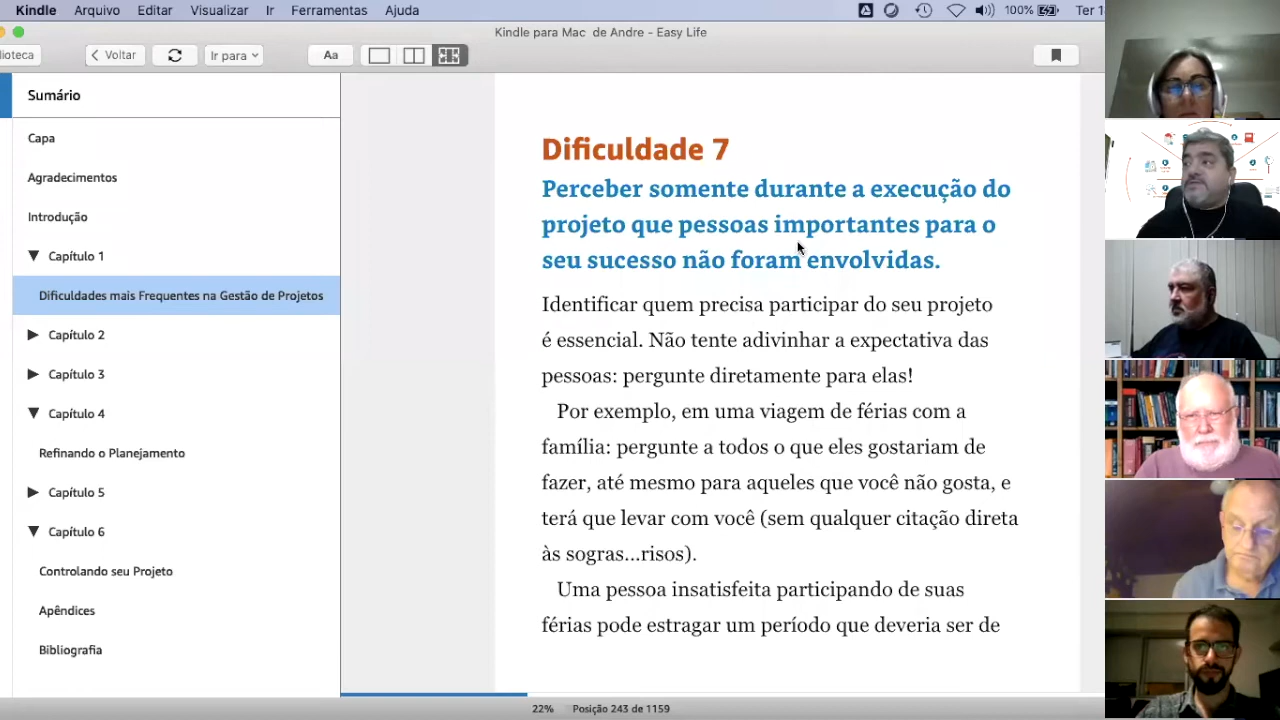 Kindle Arquivo Editar Visualizar Ir Ferramentas Ajuda 100% Ter
Kindle para Mac de Andre - Easy Life
Voltar Ir para Aa
Sumário
Capa
Agradecimentos
Introdução
Capítulo 1
Dificuldades mais Frequentes na Gestão de Projetos
Capítulo 2
Capítulo 3
Capítulo 4
Refinando o Planejamento
Capítulo 5
Capítulo 6
Controlando seu Projeto
Apêndices
Bibliografia
Dificuldade 7
Perceber somente durante a execução do
projeto que pessoas importantes para o
seu sucesso não foram envolvidas.
Identificar quem precisa participar do seu projeto
é essencial. Não tente adivinhar a expectativa das
pessoas: pergunte diretamente para elas!
Por exemplo, em uma viagem de férias com a
família: pergunte a todos o que eles gostariam de
fazer, até mesmo para aqueles que você não gosta, e
terá que levar com você (sem qualquer citação direta
às sogras...risos).
Uma pessoa insatisfeita participando de suas
férias pode estragar um período que deveria ser de
22% Posição 243 de 1159